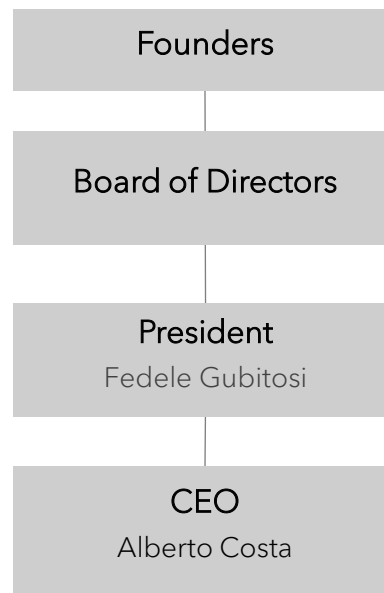 Founders
Board of Directors
President
Fedele Gubitosi
CEO
Alberto Costa